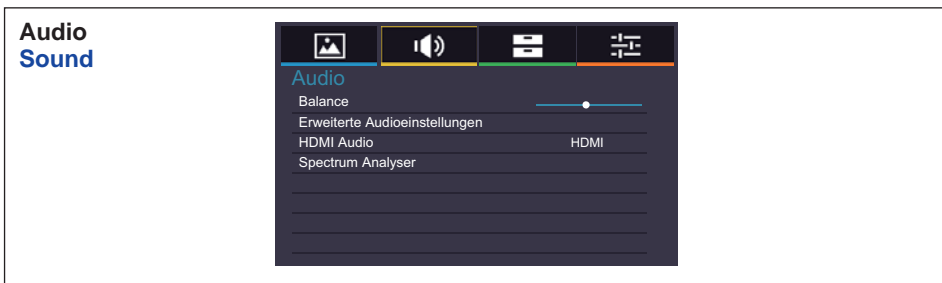 Audio
Sound
Audio
Balance
Erweiterte Audioeinstellungen
HDMI Audio HDMI
Spectrum Analyser